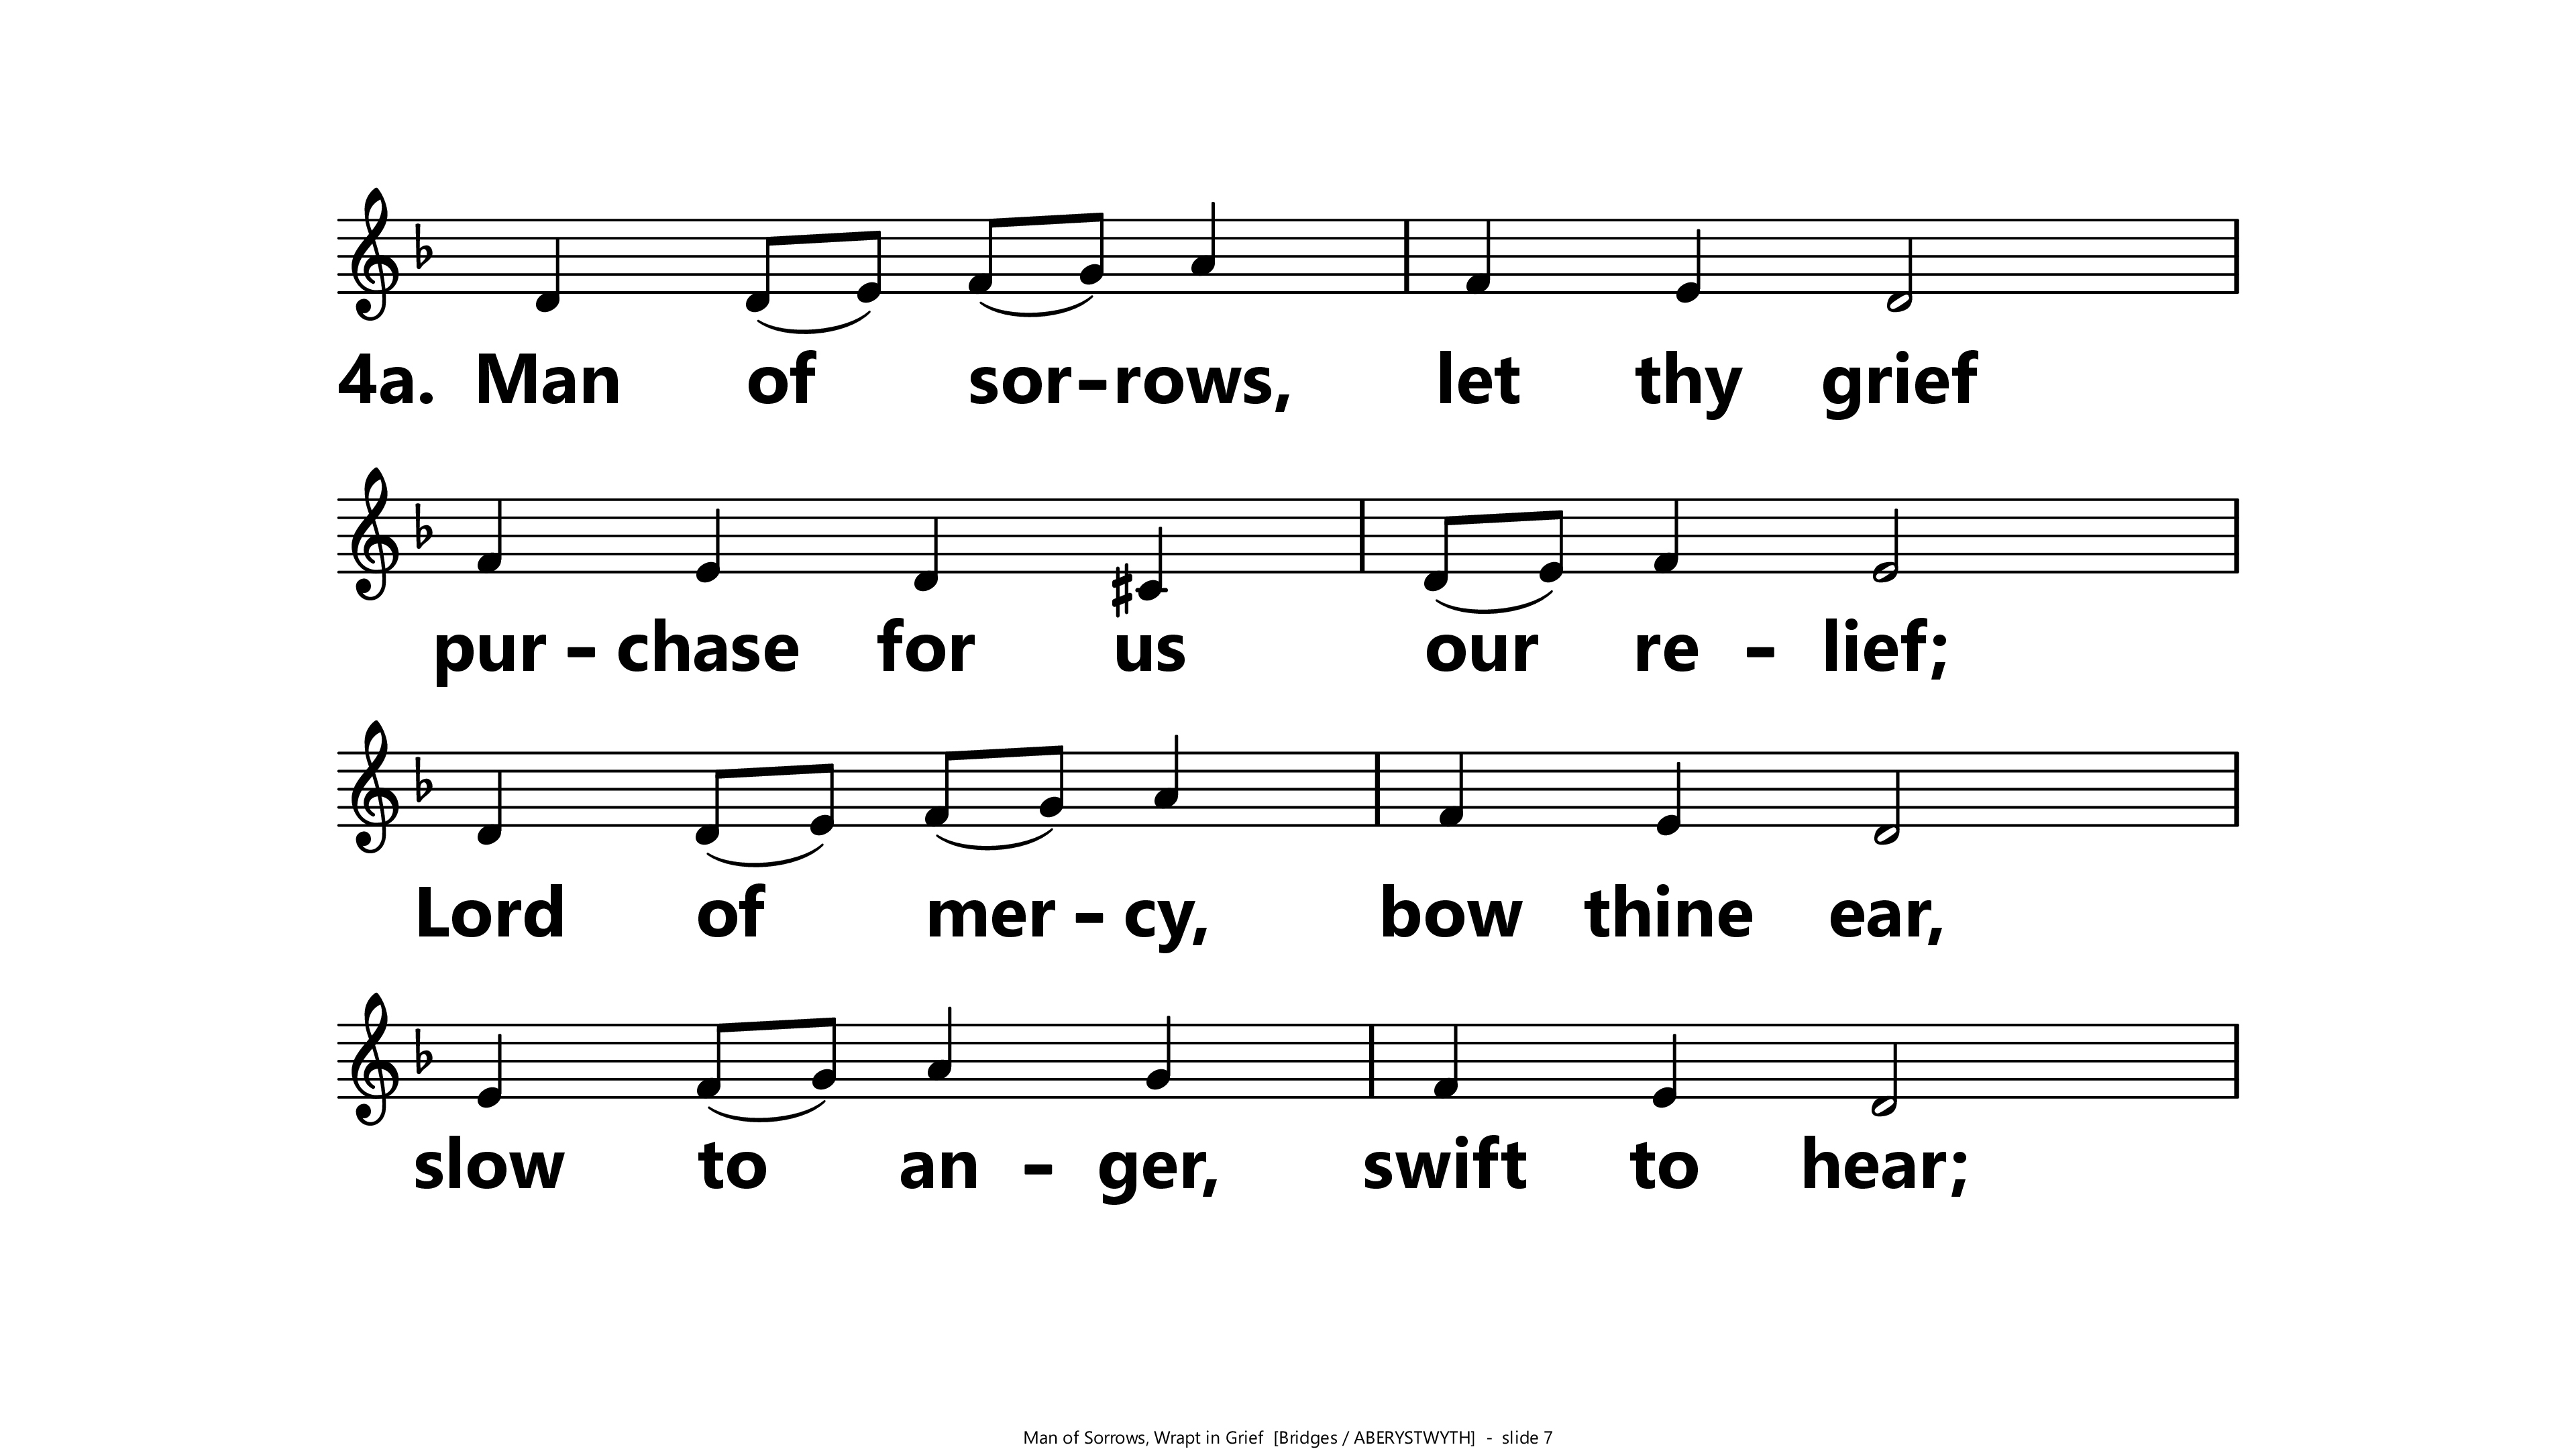 4a. Man of sor-rows, let thy grief
pur - chase for us our re - lief;
Lord of mer - cy, bow thine ear,
slow to an - ger, swift to hear;
Man of Sorrows, Wrapt in Grief [Bridges / ABERYSTWYTH] - slide 7